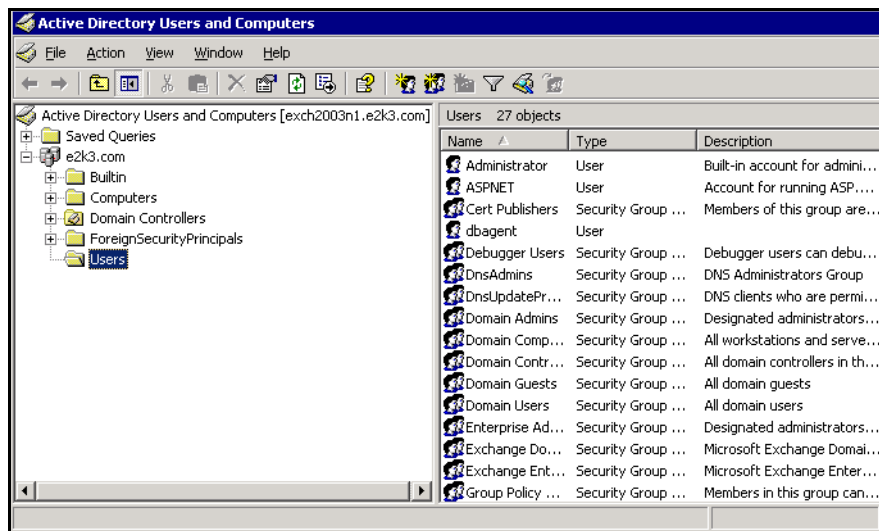 Active Directory Users and Computers
File Action View Window Help
Active Directory Users and Computers [exch2003n1.e2k3.com]
Saved Queries
e2k3.com
Builtin
Computers
Domain Controllers
ForeignSecurityPrincipals
Users
Users 27 objects
Name Type Description
Administrator User Built-in account for admini...
ASPNET User Account for running ASP....
Cert Publishers Security Group ... Members of this group are...
dbagent User
Debugger Users Security Group ... Debugger users can debu...
DnsAdmins Security Group ... DNS Administrators Group
DnsUpdatePr... Security Group ... DNS clients who are permi...
Domain Admins Security Group ... Designated administrators...
Domain Comp... Security Group ... All workstations and serve...
Domain Contr... Security Group ... All domain controllers in th...
Domain Guests Security Group ... All domain guests
Domain Users Security Group ... All domain users
Enterprise Ad... Security Group ... Designated administrators...
Exchange Do... Security Group ... Microsoft Exchange Domai...
Exchange Ent... Security Group ... Microsoft Exchange Enter...
Group Policy ... Security Group ... Members in this group can...